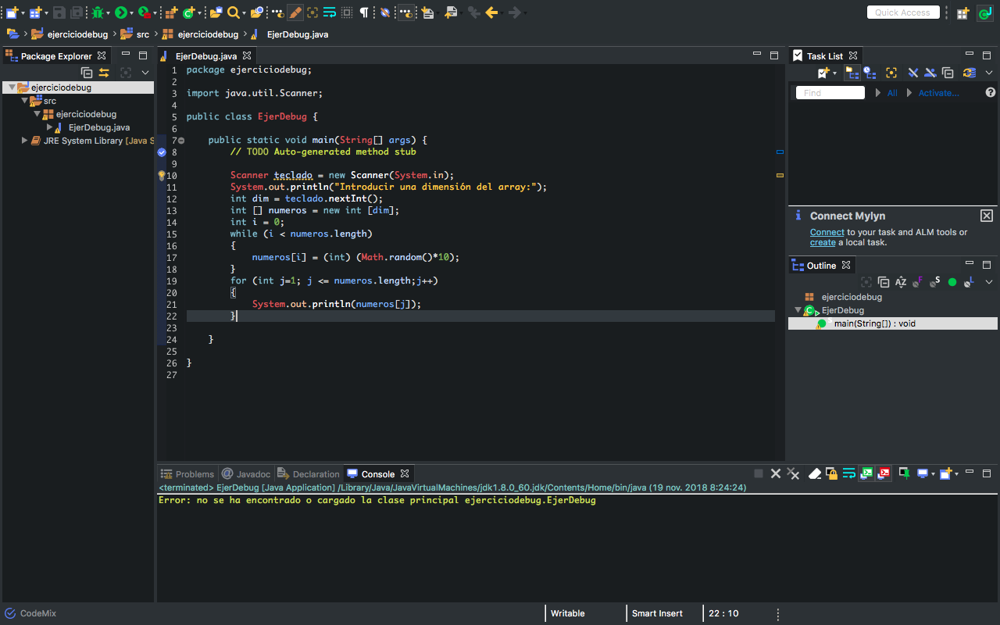 Quick Access
ejerciciodebug
src
ejerciciodebug
EjerDebug.java
Package Explorer
ejerciciodebug
src
ejerciciodebug
EjerDebug.java
JRE System Library [Java S
EjerDebug.java
1 package ejerciciodebug;
2
3 import java.util.Scanner;
4
5 public class EjerDebug {
6
7 public static void main(String[] args) {
8 // TODO Auto-generated method stub
9
10 Scanner teclado = new Scanner(System.in);
11 System.out.println("Introducir una dimensión del array:");
12 int dim = teclado.nextInt();
13 int [] numeros = new int [dim];
14 int i = 0;
15 while (i < numeros.length)
16 {
17 numeros[i] = (int) (Math.random()*10);
18 }
19 for (int j=1; j <= numeros.length;j++)
20 {
21 System.out.println(numeros[j]);
22 }
23
24 }
25
26 }
27
Task List
Find
All
Activate...
Connect Mylyn
Connect to your task and ALM tools or
create a local task.
Outline
ejerciciodebug
EjerDebug
main(String[]) : void
Problems
Javadoc
Declaration
Console
<terminated> EjerDebug [Java Application] /Library/Java/JavaVirtualMachines/jdk1.8.0_60.jdk/Contents/Home/bin/java (19 nov. 2018 8:24:24)
Error: no se ha encontrado o cargado la clase principal ejerciciodebug.EjerDebug
CodeMix
Writable
Smart Insert
22 : 10